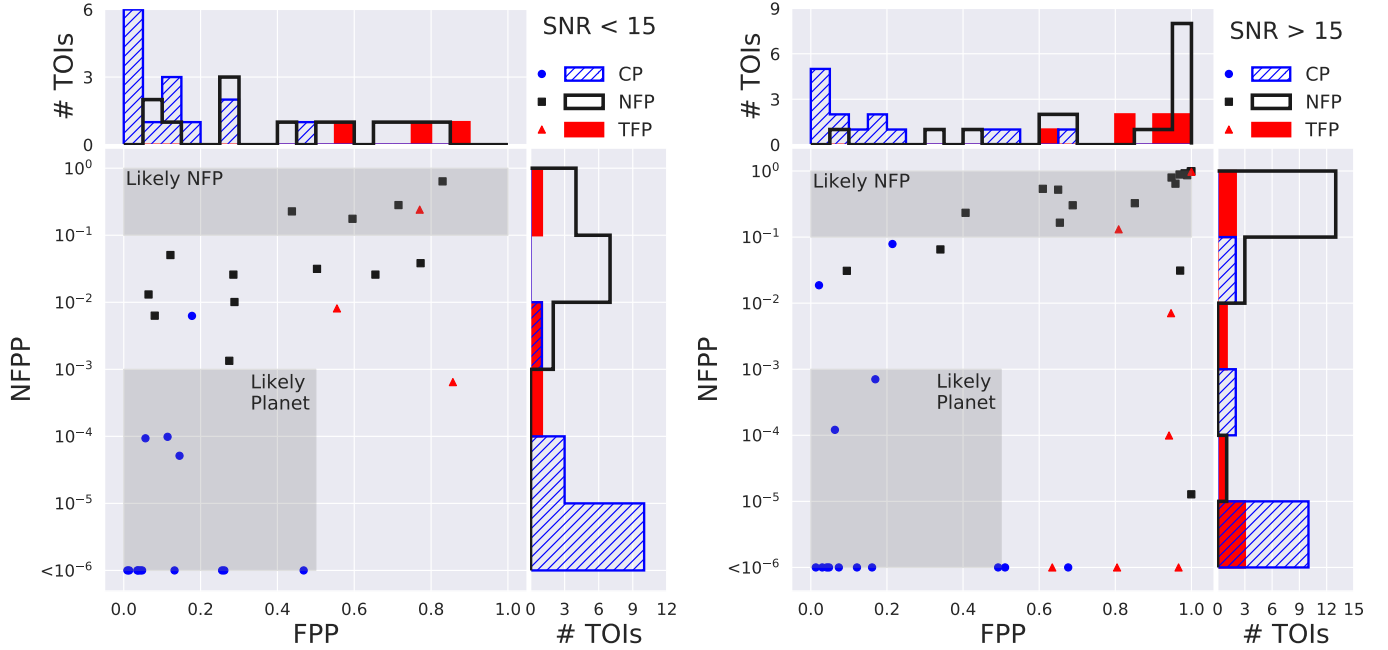 6
3
0
# TOIs
SNR < 15
CP
NFP
TFP
10⁰
10⁻¹
10⁻²
10⁻³
10⁻⁴
10⁻⁵
<10⁻⁶
NFPP
Likely NFP
Likely
Planet
0.0 0.2 0.4 0.6 0.8 1.0
FPP
0 3 6 9 12
# TOIs
9
6
3
0
# TOIs
SNR > 15
CP
NFP
TFP
10⁰
10⁻¹
10⁻²
10⁻³
10⁻⁴
10⁻⁵
<10⁻⁶
NFPP
Likely NFP
Likely
Planet
0.0 0.2 0.4 0.6 0.8 1.0
FPP
0 3 6 9 12 15
# TOIs